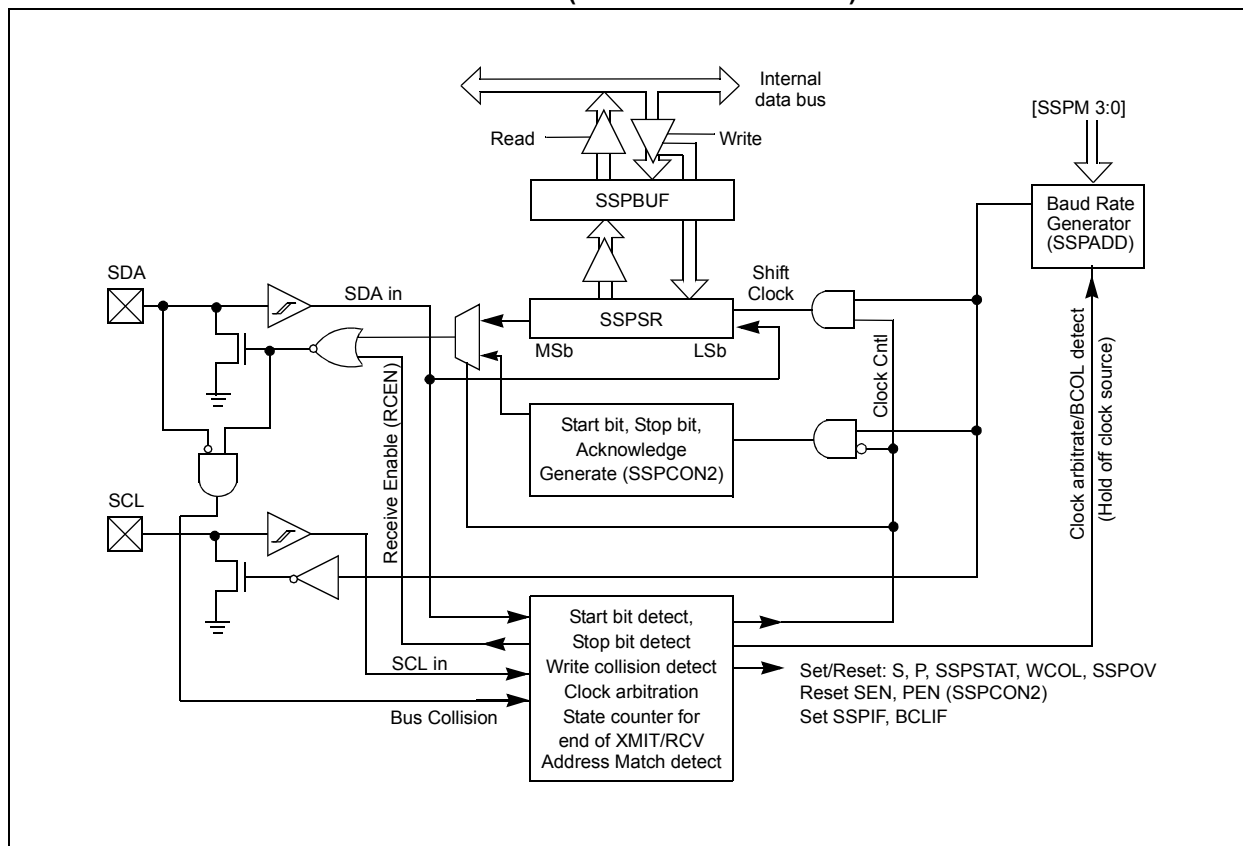 Internal
data bus
[SSPM 3:0]
Read
Write
SSPBUF
Baud Rate
Generator
(SSPADD)
SDA
SDA in
Shift
Clock
SSPSR
MSb
LSb
Start bit, Stop bit,
Acknowledge
Generate (SSPCON2)
Receive Enable (RCEN)
Clock Cntl
Clock arbitrate/BCOL detect
(Hold off clock source)
SCL
SCL in
Bus Collision
Start bit detect,
Stop bit detect
Write collision detect
Clock arbitration
State counter for
end of XMIT/RCV
Address Match detect
Set/Reset: S, P, SSPSTAT, WCOL, SSPOV
Reset SEN, PEN (SSPCON2)
Set SSPIF, BCLIF